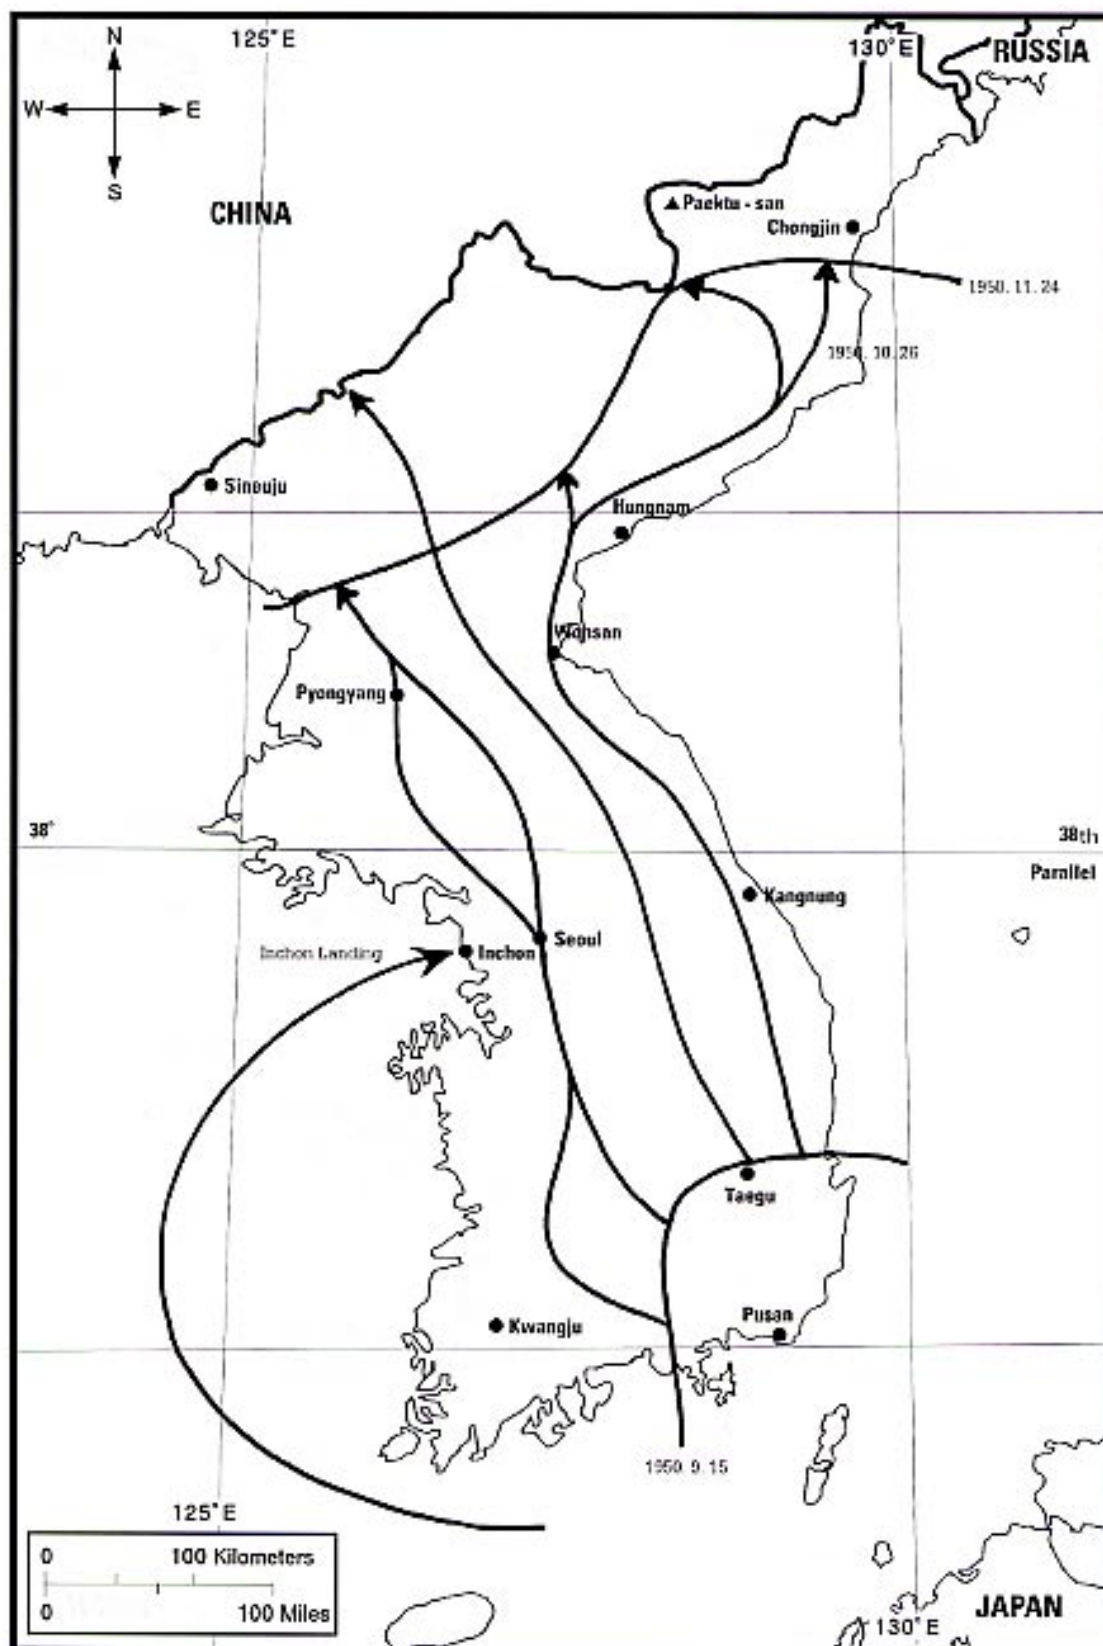 N
125°E
130°E
RUSSIA
W
E
S
CHINA
Paektu-san
Chongjin
1950.11.24
10.26
Sinouju
Hungnam
Wonsan
Pyongyang
38°
38th
Parallel
Kangnung
Seoul
Inchon Landing
Inchon
Taegu
Pusan
Kwangju
1950.9.15
125°E
0
100 Kilometers
0
100 Miles
JAPAN
130°E